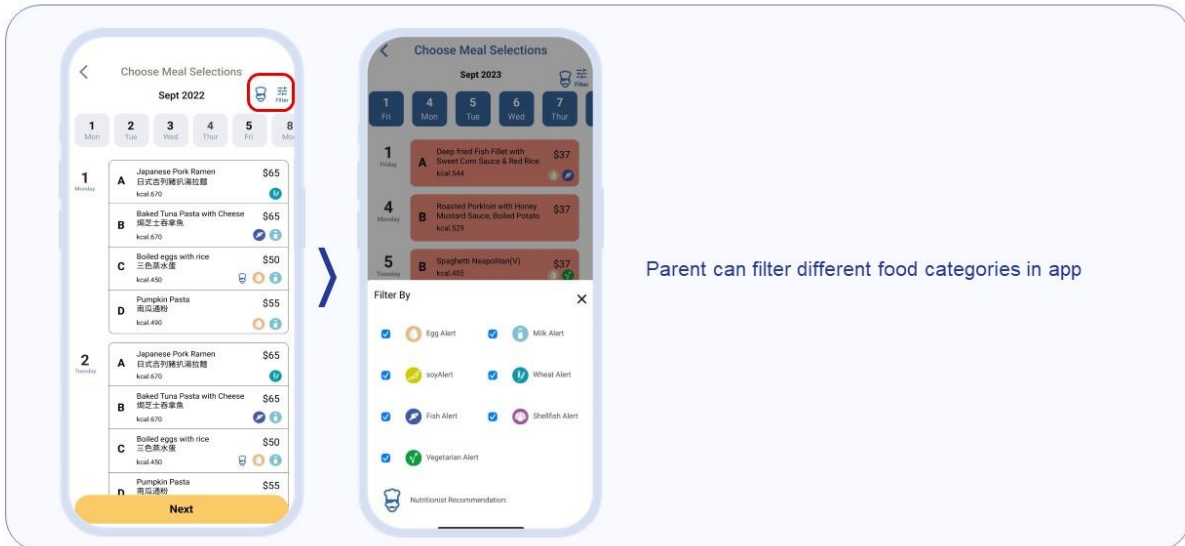 Choose Meal Selections
Sept 2022
Filter
1 2 3 4 5 8
Mon Tue Wed Thur Fri Mon
1
Monday
A
Japanese Pork Ramen
日式吉列豬扒湯拉麵
kcal.670
$65
B
Baked Tuna Pasta with Cheese
焗芝士吞拿魚
kcal.670
$65
C
Boiled eggs with rice
三色蒸水蛋
kcal.450
$50
D
Pumpkin Pasta
南瓜通粉
kcal.490
$55
2
Tuesday
A
Japanese Pork Ramen
日式吉列豬扒湯拉麵
kcal.670
$65
B
Baked Tuna Pasta with Cheese
焗芝士吞拿魚
kcal.670
$65
C
Boiled eggs with rice
三色蒸水蛋
kcal.450
$50
D
Pumpkin Pasta
南瓜通粉
$55
Next
Choose Meal Selections
Sept 2023
Filter
1 4 5 6 7
Fri Mon Tue Wed Thur
1
Friday
A
Deep fried Fish Fillet with
Sweet Corn Sauce & Red Rice
kcal.544
$37
4
Monday
B
Roasted Porkloin with Honey
Mustard Sauce, Boiled Potato
kcal.529
$37
5
Tuesday
B
Spaghetti Neapolitan(V)
kcal.405
$37
Filter By
Egg Alert
Milk Alert
soyAlert
Wheat Alert
Fish Alert
Shellfish Alert
Vegetarian Alert
Nutritionist Recommendation:
Parent can filter different food categories in app